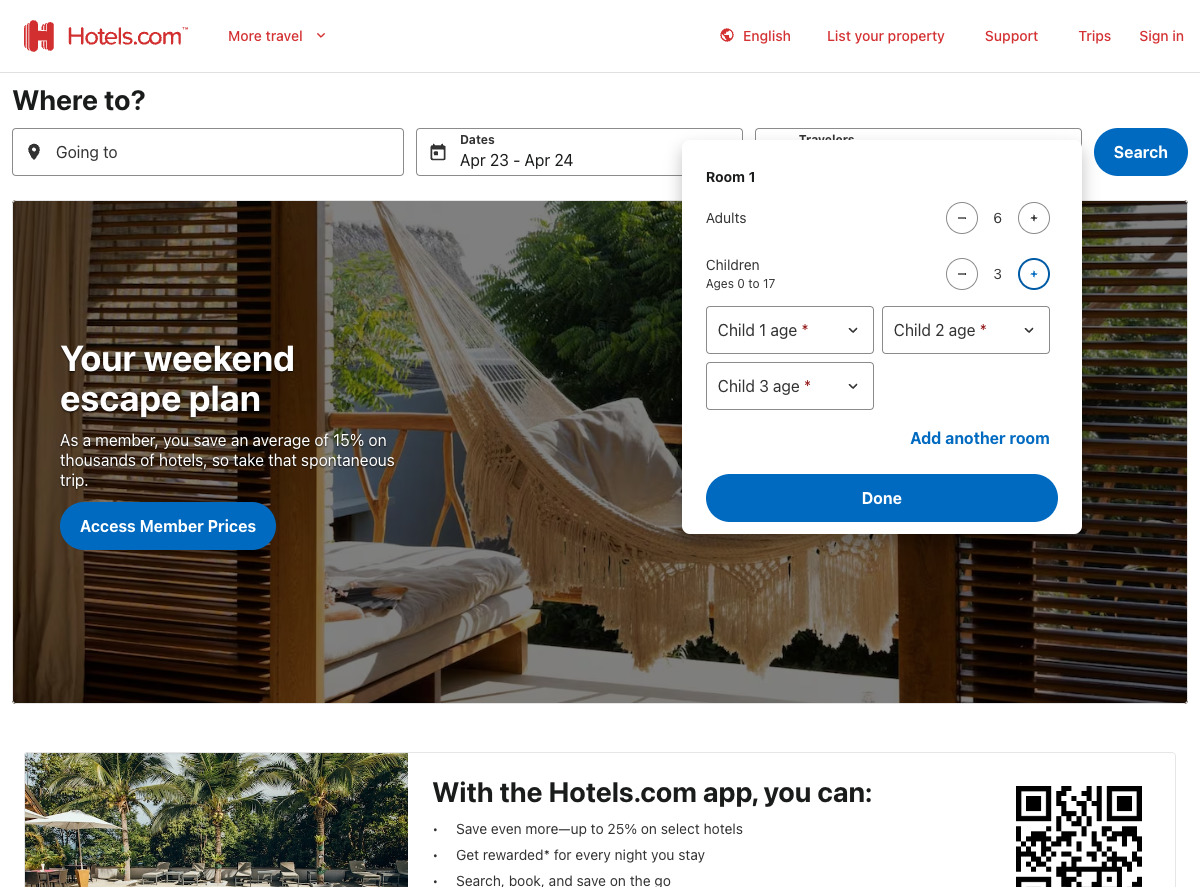 Hotels.com™
More travel
English
List your property
Support
Trips
Sign in
Where to?
Going to
Dates
Apr 23 - Apr 24
Travelers
Search
Room 1
Adults
6
Children
Ages 0 to 17
3
Child 1 age *
Child 2 age *
Child 3 age *
Add another room
Done
Your weekend
escape plan
As a member, you save an average of 15% on
thousands of hotels, so take that spontaneous
trip.
Access Member Prices
With the Hotels.com app, you can:
• Save even more—up to 25% on select hotels
• Get rewarded* for every night you stay
• Search, book, and save on the go